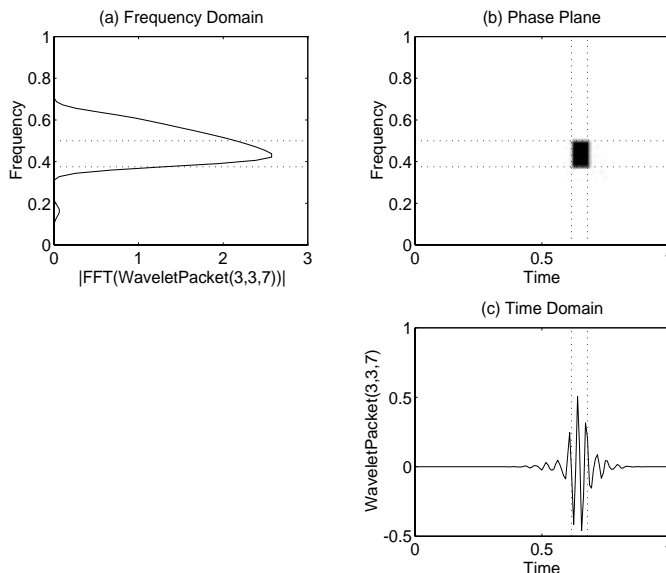 (a) Frequency Domain
1
0.8
0.6
0.4
0.2
0
Frequency
0 1 2 3
|FFT(WaveletPacket(3,3,7))|
(b) Phase Plane
1
0.8
0.6
0.4
0.2
0
Frequency
0 0.5 1
Time
(c) Time Domain
1
0.5
0
-0.5
WaveletPacket(3,3,7)
0 0.5 1
Time